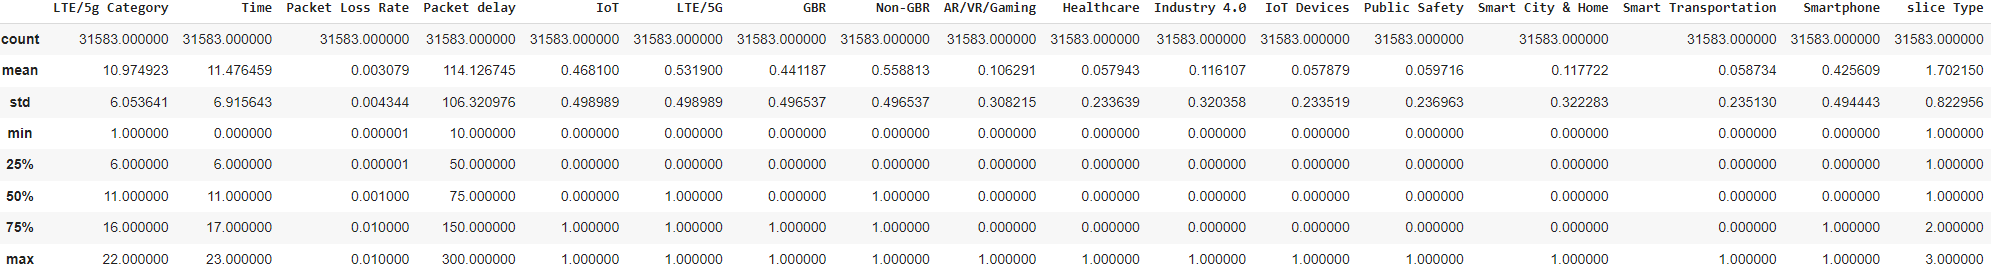 LTE/5g Category Time Packet Loss Rate Packet delay IoT LTE/5G GBR Non-GBR AR/VR/Gaming Healthcare Industry 4.0 IoT Devices Public Safety Smart City & Home Smart Transportation Smartphone slice Type
count 31583.000000 31583.000000 31583.000000 31583.000000 31583.000000 31583.000000 31583.000000 31583.000000 31583.000000 31583.000000 31583.000000 31583.000000 31583.000000 31583.000000 31583.000000 31583.000000 31583.000000
mean 10.974923 11.476459 0.003079 114.126745 0.468100 0.531900 0.441187 0.558813 0.106291 0.057943 0.116107 0.057879 0.059716 0.117722 0.058734 0.425609 1.702150
std 6.053641 6.915643 0.004344 106.320976 0.498989 0.498989 0.496537 0.496537 0.308215 0.233639 0.320358 0.233519 0.236963 0.322283 0.235130 0.494443 0.822956
min 1.000000 0.000000 0.000001 10.000000 0.000000 0.000000 0.000000 0.000000 0.000000 0.000000 0.000000 0.000000 0.000000 0.000000 0.000000 0.000000 1.000000
25% 6.000000 6.000000 0.000001 50.000000 0.000000 0.000000 0.000000 0.000000 0.000000 0.000000 0.000000 0.000000 0.000000 0.000000 0.000000 0.000000 1.000000
50% 11.000000 11.000000 0.001000 75.000000 0.000000 1.000000 0.000000 1.000000 0.000000 0.000000 0.000000 0.000000 0.000000 0.000000 0.000000 0.000000 1.000000
75% 16.000000 17.000000 0.010000 150.000000 1.000000 1.000000 1.000000 1.000000 0.000000 0.000000 0.000000 0.000000 0.000000 0.000000 0.000000 1.000000 2.000000
max 22.000000 23.000000 0.010000 300.000000 1.000000 1.000000 1.000000 1.000000 1.000000 1.000000 1.000000 1.000000 1.000000 1.000000 1.000000 1.000000 3.000000